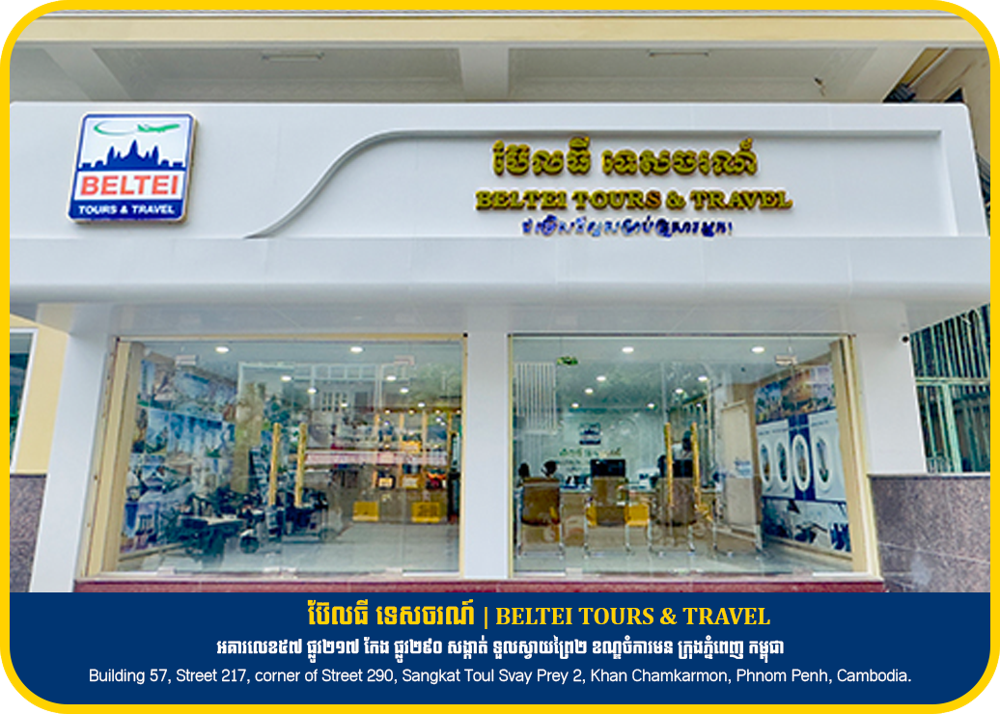 BELTEI
TOURS & TRAVEL
ប៊ែលធី ទេសចរណ៍
BELTEI TOURS & TRAVEL
ប៊ែលធី ទេសចរណ៍ | BELTEI TOURS & TRAVEL
អគារលេខ៥៧ ផ្លូវ២១៧ កែង ផ្លូវ២៩០ សង្កាត់ ទួលស្វាយព្រៃ២ ខណ្ឌចំការមន ក្រុងភ្នំពេញ កម្ពុជា
Building 57, Street 217, corner of Street 290, Sangkat Toul Svay Prey 2, Khan Chamkarmon, Phnom Penh, Cambodia.